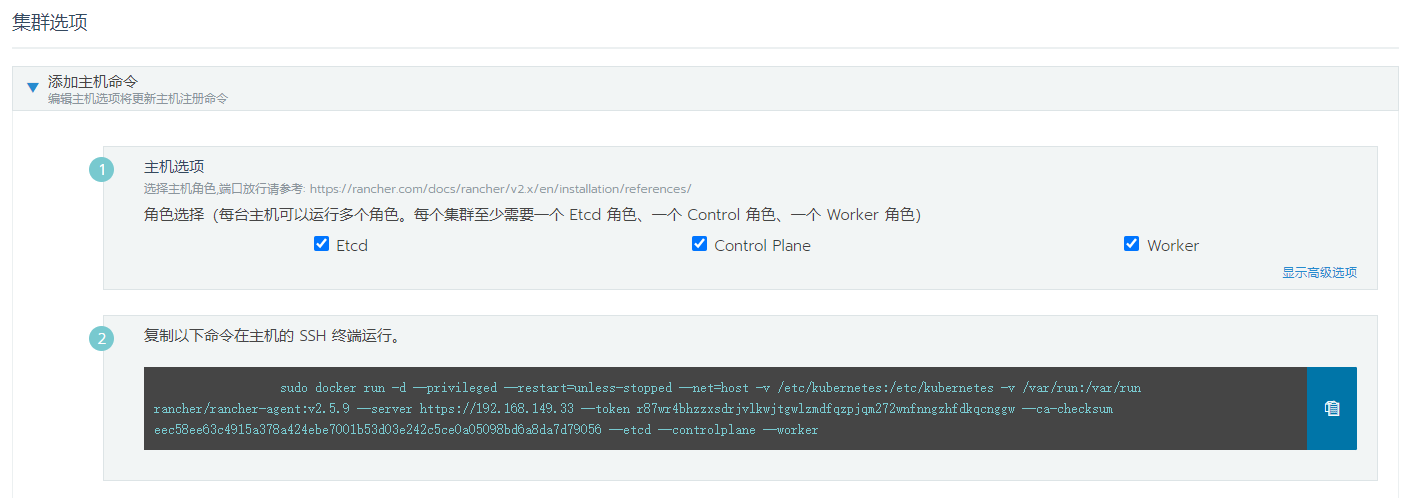 集群选项
添加主机命令
编辑主机选项将更新主机注册命令
1
主机选项
选择主机角色,端口放行请参考: https://rancher.com/docs/rancher/v2.x/en/installation/references/
角色选择（每台主机可以运行多个角色。每个集群至少需要一个 Etcd 角色、一个 Control 角色、一个 Worker 角色）
Etcd Control Plane Worker
显示高级选项
2
复制以下命令在主机的 SSH 终端运行。
sudo docker run -d --privileged --restart=unless-stopped --net=host -v /etc/kubernetes:/etc/kubernetes -v /var/run:/var/run
rancher/rancher-agent:v2.5.9 --server https://192.168.149.33 --token r87wr4bhzzxsdrjvlkwjtgwlzmdfqzpjqm272wnfnngzhfdkqcnggw --ca-checksum
eec58ee63c4915a378a424ebe7001b53d03e242c5ce0a05098bd6a8da7d79056 --etcd --controlplane --worker